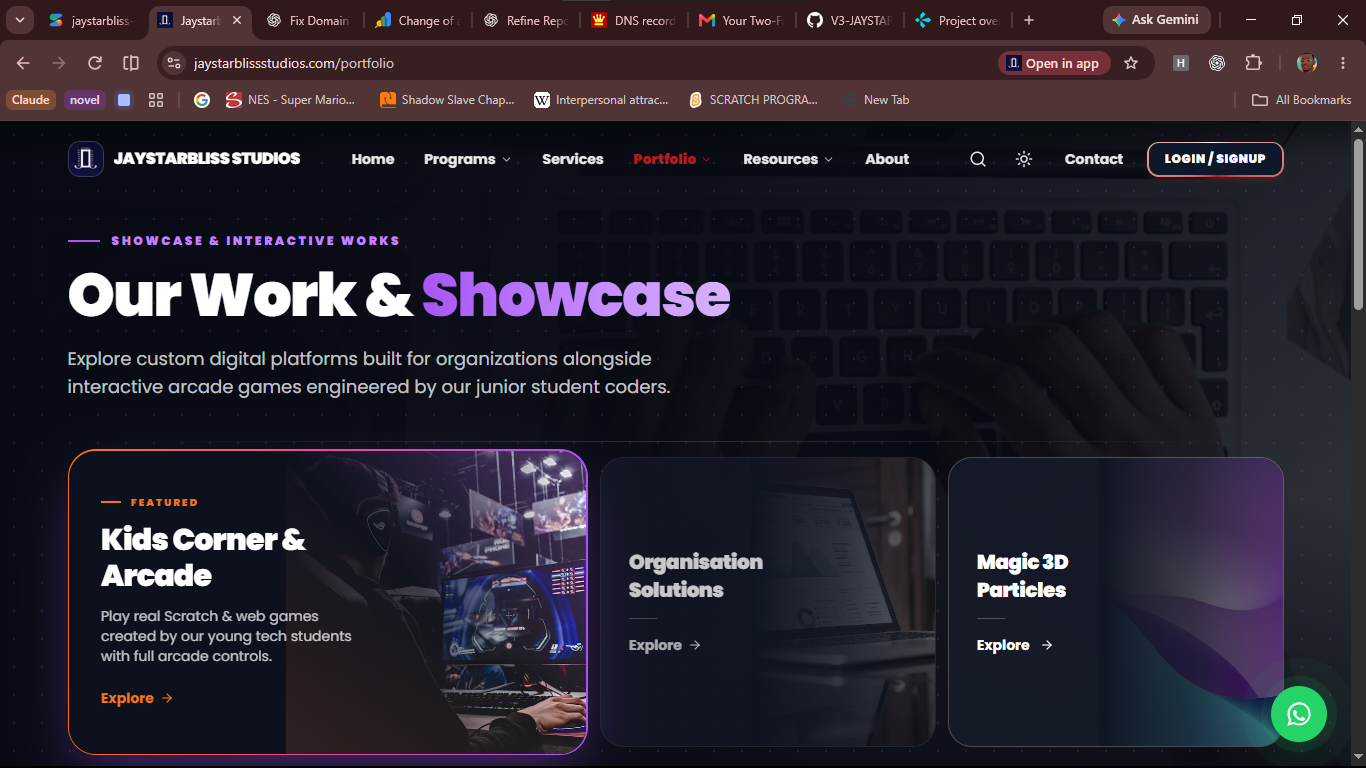 jaystarbliss-
Jaystarb
Fix Domain
Change of a
Refine Repo
DNS record
Your Two-Fa
V3-JAYSTAR
Project over
Ask Gemini
jaystarblissstudios.com/portfolio
Open in app
H
Claude
novel
NES - Super Mario...
Shadow Slave Chap...
Interpersonal attrac...
SCRATCH PROGRA...
New Tab
All Bookmarks
JAYSTARBLISS STUDIOS
Home
Programs
Services
Portfolio
Resources
About
Contact
LOGIN / SIGNUP
SHOWCASE & INTERACTIVE WORKS
Our Work & Showcase
Explore custom digital platforms built for organizations alongside
interactive arcade games engineered by our junior student coders.
FEATURED
Kids Corner &
Arcade
Play real Scratch & web games
created by our young tech students
with full arcade controls.
Explore →
Organisation
Solutions
Explore →
Magic 3D
Particles
Explore →